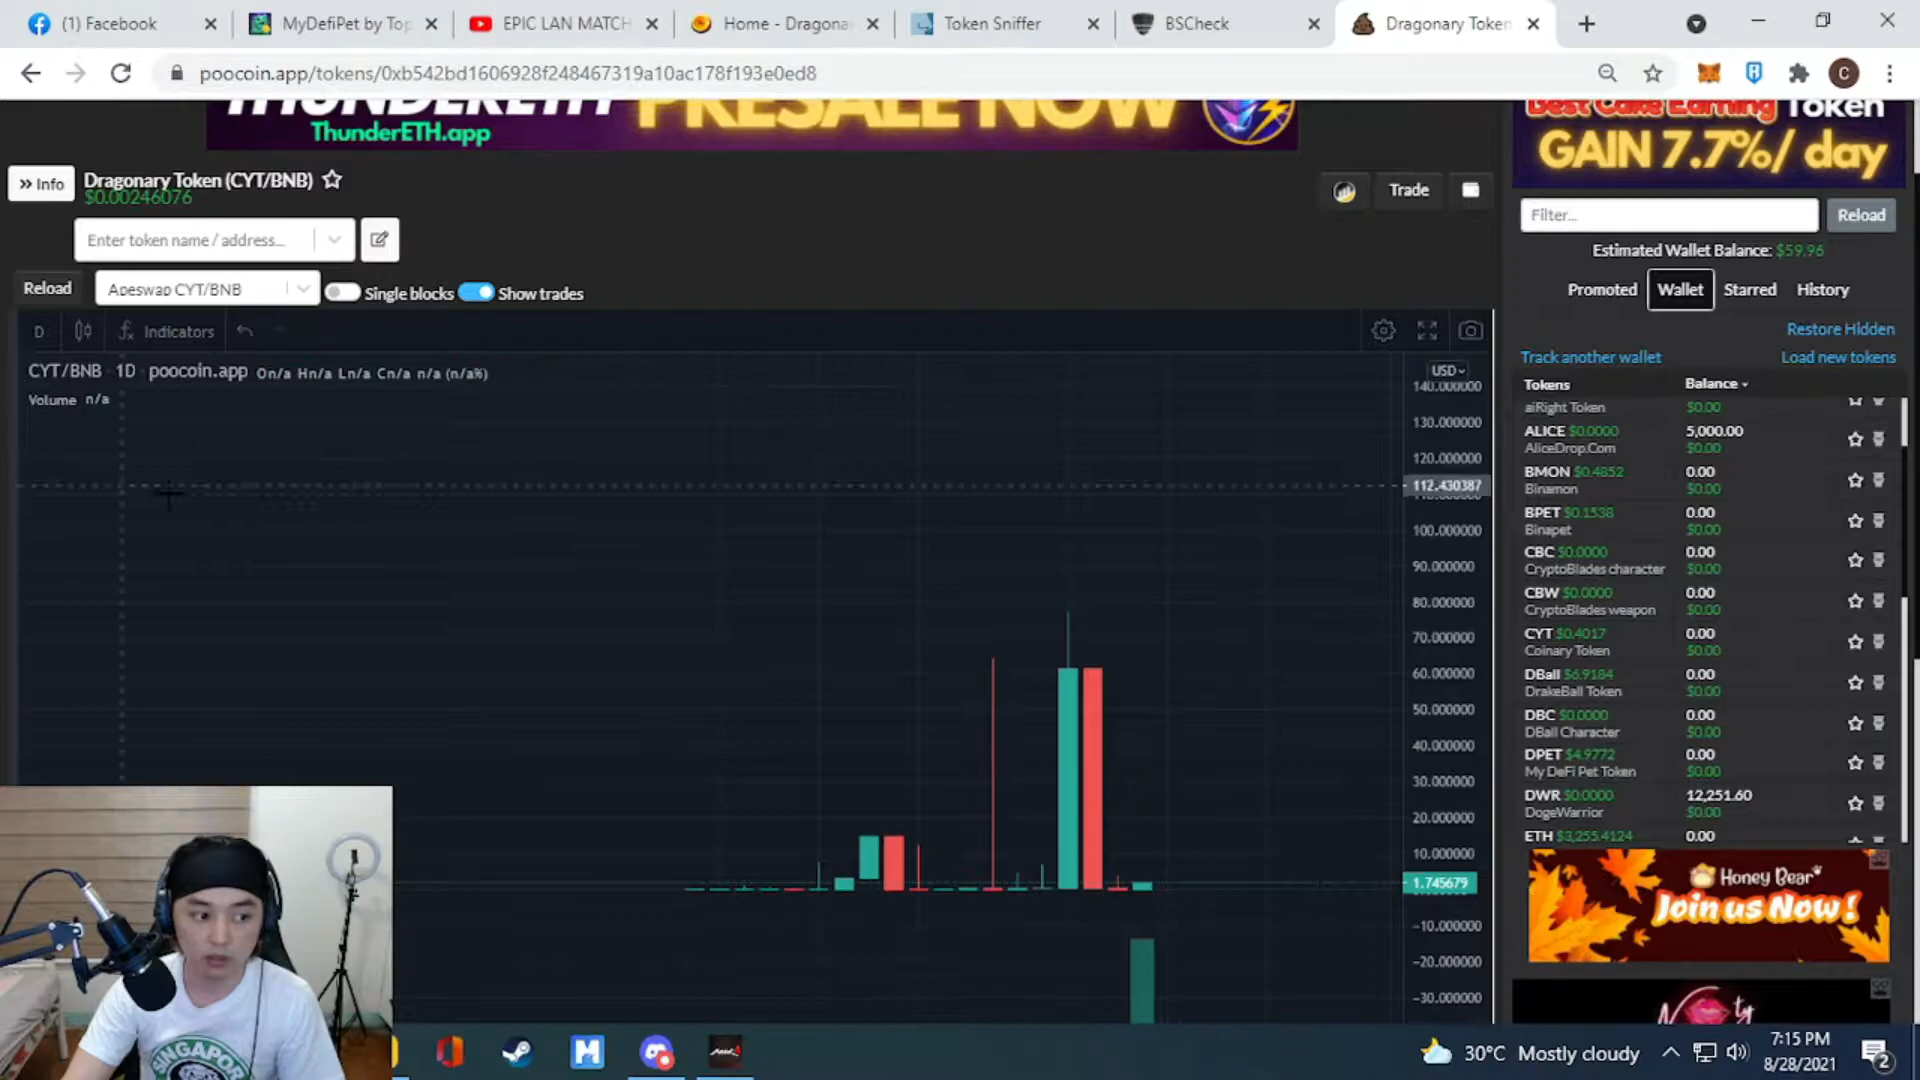 (1) Facebook
MyDefiPet by Top
EPIC LAN MATCH
Home - Dragona
Token Sniffer
BSCheck
Dragonary Token
poocoin.app/tokens/0xb542bd1606928f248467319a10ac178f193e0ed8
C
THUNDERETH PRESALE NOW
ThunderETH.app
Best Cake Earning Token
GAIN 7.7%/ day
» Info
Dragonary Token (CYT/BNB)
$0.00246076
Trade
Enter token name / address...
Reload
Apeswap CYT/BNB
Single blocks
Show trades
D
Indicators
CYT/BNB 1D poocoin.app On/a Hn/a Ln/a Cn/a n/a (n/a%)
Volume n/a
USD
140.000000
130.000000
120.000000
112.430387
100.000000
90.000000
80.000000
70.000000
60.000000
50.000000
40.000000
30.000000
20.000000
10.000000
1.745679
-10.000000
-20.000000
-30.000000
Filter...
Reload
Estimated Wallet Balance: $59.96
Promoted Wallet Starred History
Restore Hidden
Track another wallet Load new tokens
Tokens Balance
aiRight Token $0.00
ALICE $0.0000 5,000.00
AliceDrop.Com $0.00
BMON $0.4852 0.00
Binamon $0.00
BPET $0.1538 0.00
Binapet $0.00
CBC $0.0000 0.00
CryptoBlades character $0.00
CBW $0.0000 0.00
CryptoBlades weapon $0.00
CYT $0.4017 0.00
Coinary Token $0.00
DBall $6.9184 0.00
DrakeBall Token $0.00
DBC $0.0000 0.00
DBall Character $0.00
DPET $4.9772 0.00
My DeFi Pet Token $0.00
DWR $0.0000 12,251.60
DogeWarrior $0.00
ETH $3,255.4124 0.00
Honey Bear
Join us Now!
SINGAPOR
30°C Mostly cloudy
7:15 PM
8/28/2021
2